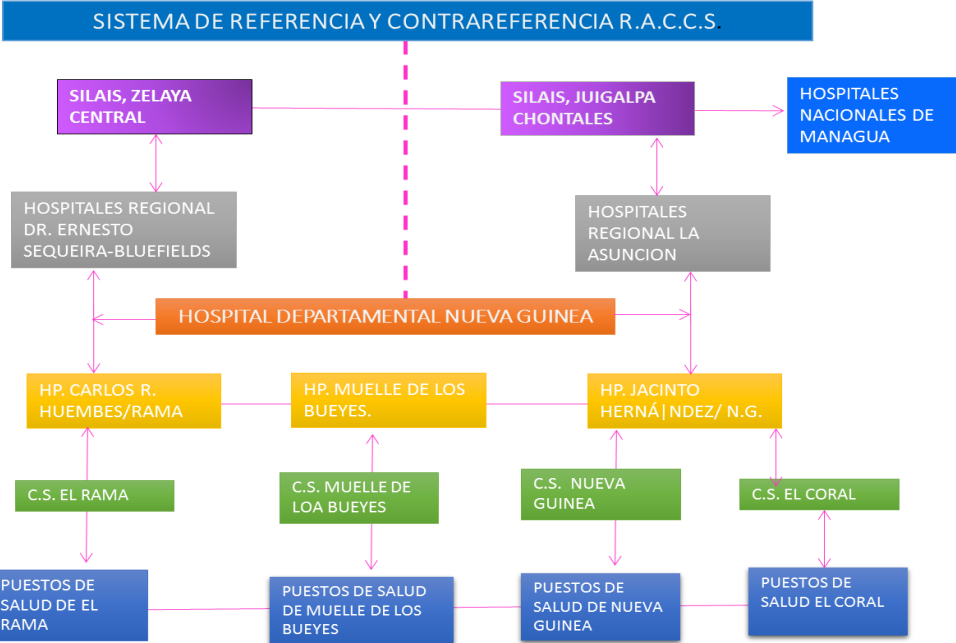 SISTEMA DE REFERENCIA Y CONTRAREFERENCIA R.A.C.C.S.
SILAIS, ZELAYA
CENTRAL
SILAIS, JUIGALPA
CHONTALES
HOSPITALES
NACIONALES DE
MANAGUA
HOSPITALES REGIONAL
DR. ERNESTO
SEQUEIRA-BLUEFIELDS
HOSPITALES
REGIONAL LA
ASUNCION
HOSPITAL DEPARTAMENTAL NUEVA GUINEA
HP. CARLOS R.
HUEMBES/RAMA
HP. MUELLE DE LOS
BUEYES.
HP. JACINTO
HERNÁ|NDEZ/ N.G.
C.S. EL RAMA
C.S. MUELLE DE
LOA BUEYES
C.S. NUEVA
GUINEA
C.S. EL CORAL
PUESTOS DE
SALUD DE EL
RAMA
PUESTOS DE SALUD
DE MUELLE DE LOS
BUEYES
PUESTOS DE
SALUD DE NUEVA
GUINEA
PUESTOS DE
SALUD EL CORAL